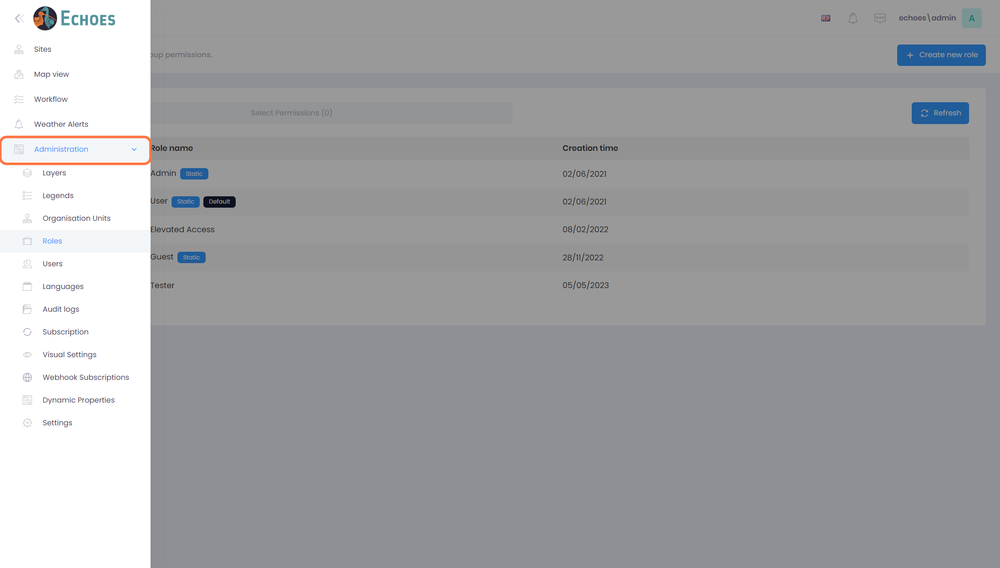 ECHOES
Sites
Map view
Workflow
Weather Alerts
Administration
Layers
Legends
Organisation Units
Roles
Users
Languages
Audit logs
Subscription
Visual Settings
Webhook Subscriptions
Dynamic Properties
Settings
echoes\admin A
permissions.
Create new role
Select Permissions (0)
Refresh
Role name Creation time
Admin Static 02/06/2021
User Static Default 02/06/2021
Elevated Access 08/02/2022
Guest Static 28/11/2022
Tester 05/05/2023